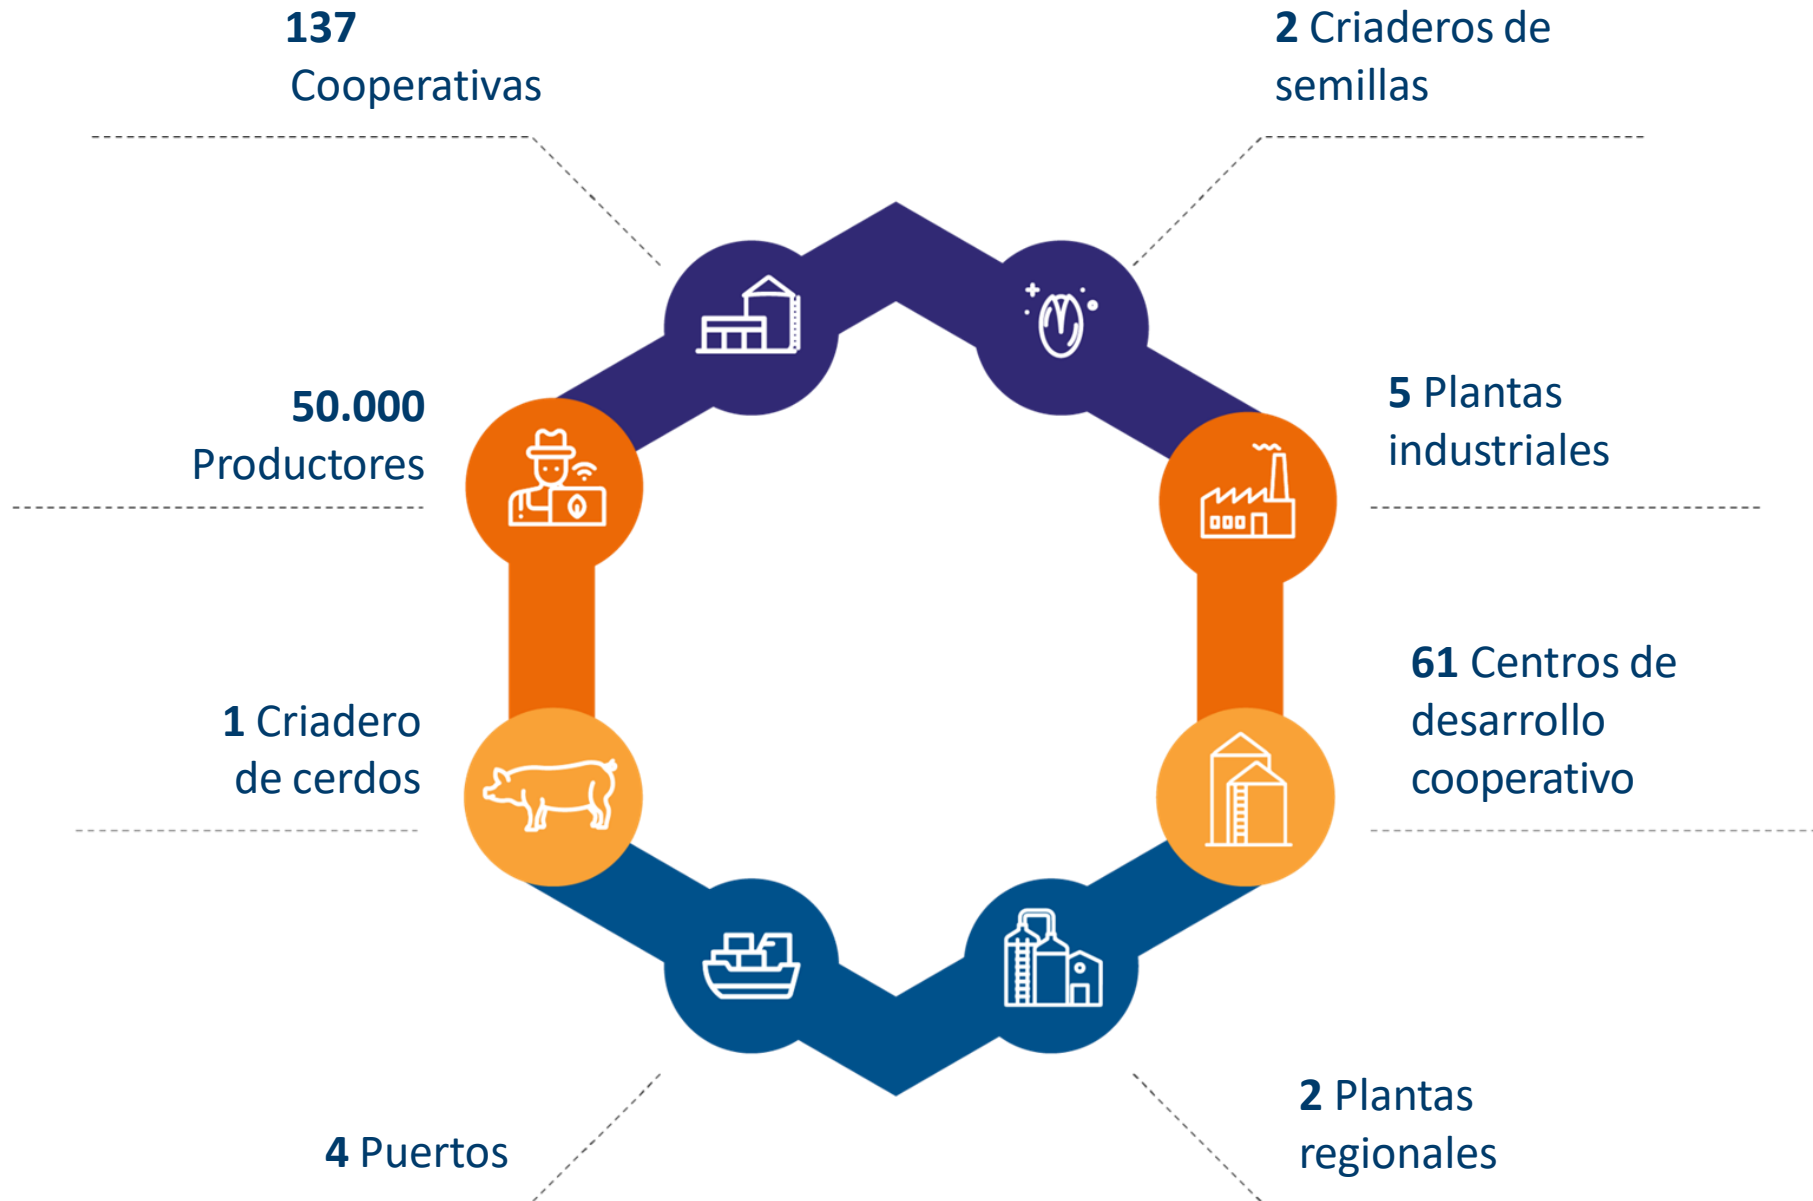 137
Cooperativas
2 Criaderos de
semillas
50.000
Productores
5 Plantas
industriales
1 Criadero
de cerdos
61 Centros de
desarrollo
cooperativo
4 Puertos
2 Plantas
regionales